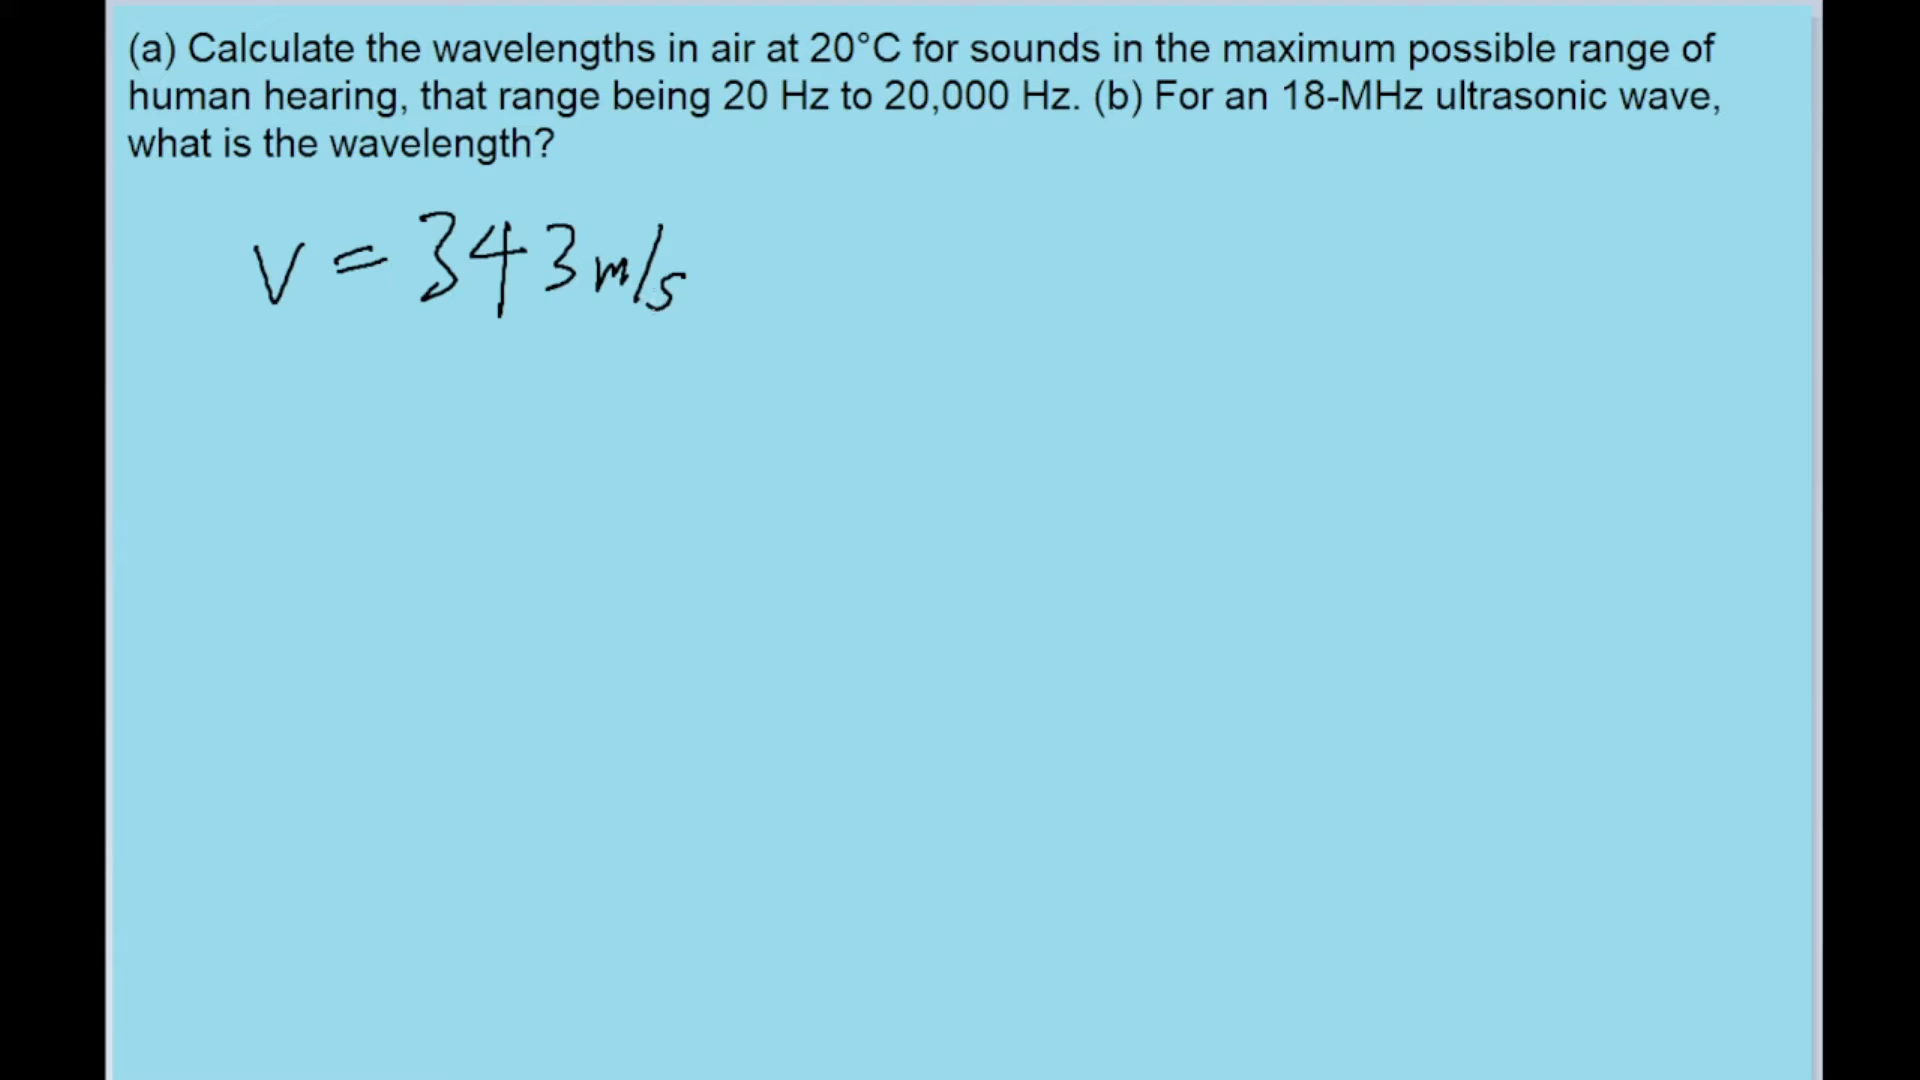 (a) Calculate the wavelengths in air at 20°C for sounds in the maximum possible range of
human hearing, that range being 20 Hz to 20,000 Hz. (b) For an 18-MHz ultrasonic wave,
what is the wavelength?
v = 343 m/s